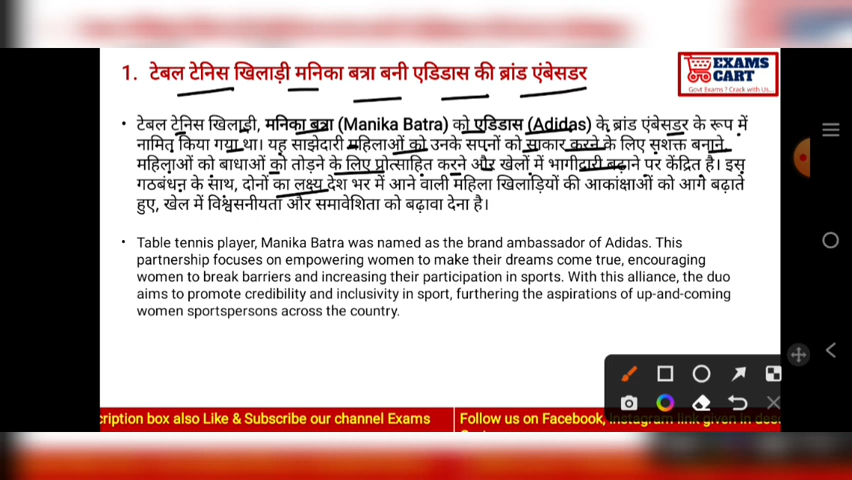 1. टेबल टेनिस खिलाड़ी मनिका बत्रा बनी एडिडास की ब्रांड एंबेसडर
EXAMS
CART
Govt Exams ? Crack with Us...
• टेबल टेनिस खिलाड़ी, मनिका बत्रा (Manika Batra) को एडिडास (Adidas) के ब्रांड एंबेसडर के रूप में
नामित किया गया था। यह साझेदारी महिलाओं को उनके सपनों को साकार करने के लिए सशक्त बनाने,
महिलाओं को बाधाओं को तोड़ने के लिए प्रोत्साहित करने और खेलों में भागीदारी बढ़ाने पर केंद्रित है। इस
गठबंधन के साथ, दोनों का लक्ष्य देश भर में आने वाली महिला खिलाड़ियों की आकांक्षाओं को आगे बढ़ाते
हुए, खेल में विश्वसनीयता और समावेशिता को बढ़ावा देना है।
• Table tennis player, Manika Batra was named as the brand ambassador of Adidas. This
partnership focuses on empowering women to make their dreams come true, encouraging
women to break barriers and increasing their participation in sports. With this alliance, the duo
aims to promote credibility and inclusivity in sport, furthering the aspirations of up-and-coming
women sportspersons across the country.
cription box also Like & Subscribe our channel Exams
Follow us on Facebook, Instagram link given in des